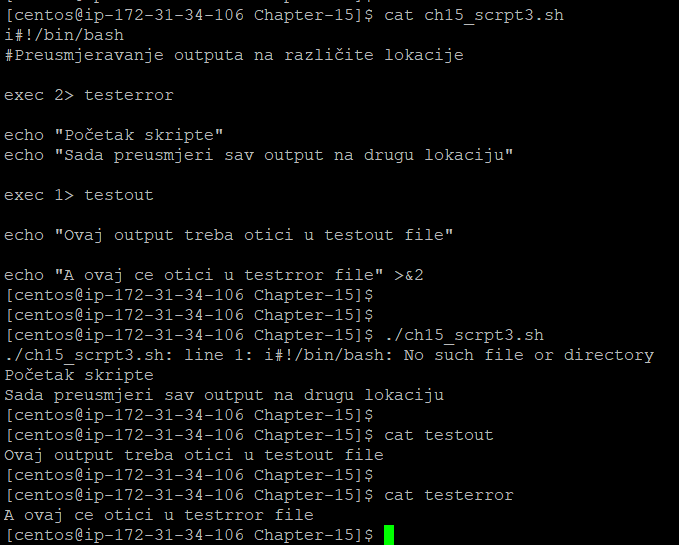 [centos@ip-172-31-34-106 Chapter-15]$ cat ch15_scrpt3.sh
i#!/bin/bash
#Preusmjeravanje outputa na različite lokacije
exec 2> testerror
echo "Početak skripte"
echo "Sada preusmjeri sav output na drugu lokaciju"
exec 1> testout
echo "Ovaj output treba otici u testout file"
echo "A ovaj ce otici u testrror file" >&2
[centos@ip-172-31-34-106 Chapter-15]$
[centos@ip-172-31-34-106 Chapter-15]$
[centos@ip-172-31-34-106 Chapter-15]$ ./ch15_scrpt3.sh
./ch15_scrpt3.sh: line 1: i#!/bin/bash: No such file or directory
Početak skripte
Sada preusmjeri sav output na drugu lokaciju
[centos@ip-172-31-34-106 Chapter-15]$
[centos@ip-172-31-34-106 Chapter-15]$ cat testout
Ovaj output treba otici u testout file
[centos@ip-172-31-34-106 Chapter-15]$
[centos@ip-172-31-34-106 Chapter-15]$ cat testerror
A ovaj ce otici u testrror file
[centos@ip-172-31-34-106 Chapter-15]$